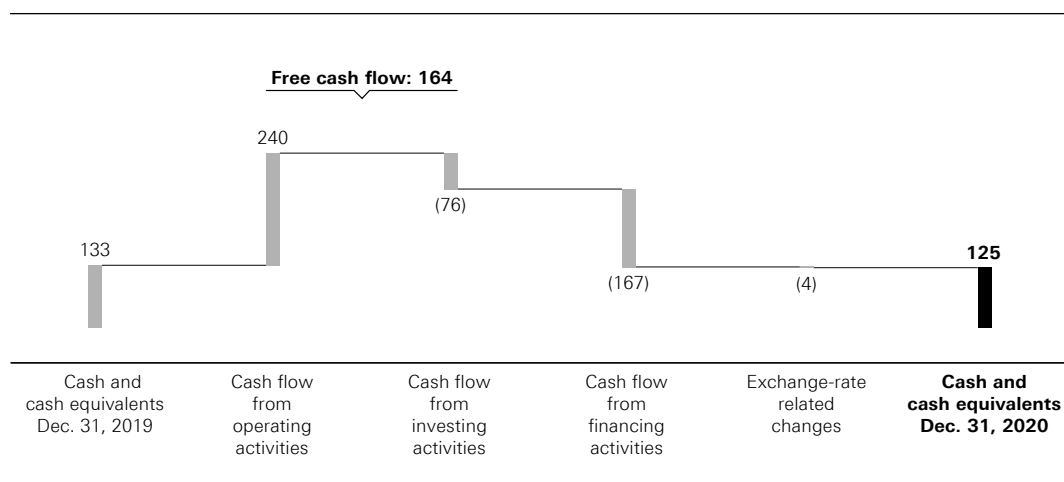 Free cash flow: 164
240
(76)
133
(167)
(4)
125
Cash and
cash equivalents
Dec. 31, 2019
Cash flow
from
operating
activities
Cash flow
from
investing
activities
Cash flow
from
financing
activities
Exchange-rate
related
changes
Cash and
cash equivalents
Dec. 31, 2020